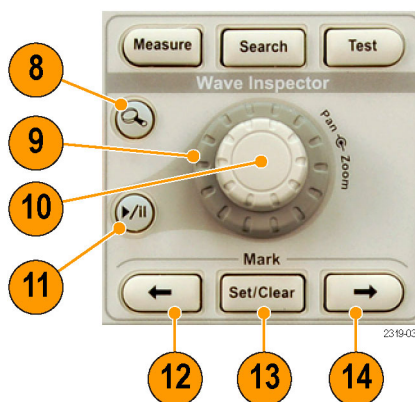 Measure Search Test
Wave Inspector
8
9
Pan Zoom
10
11
Mark
Set/Clear
2319-03
12 13 14